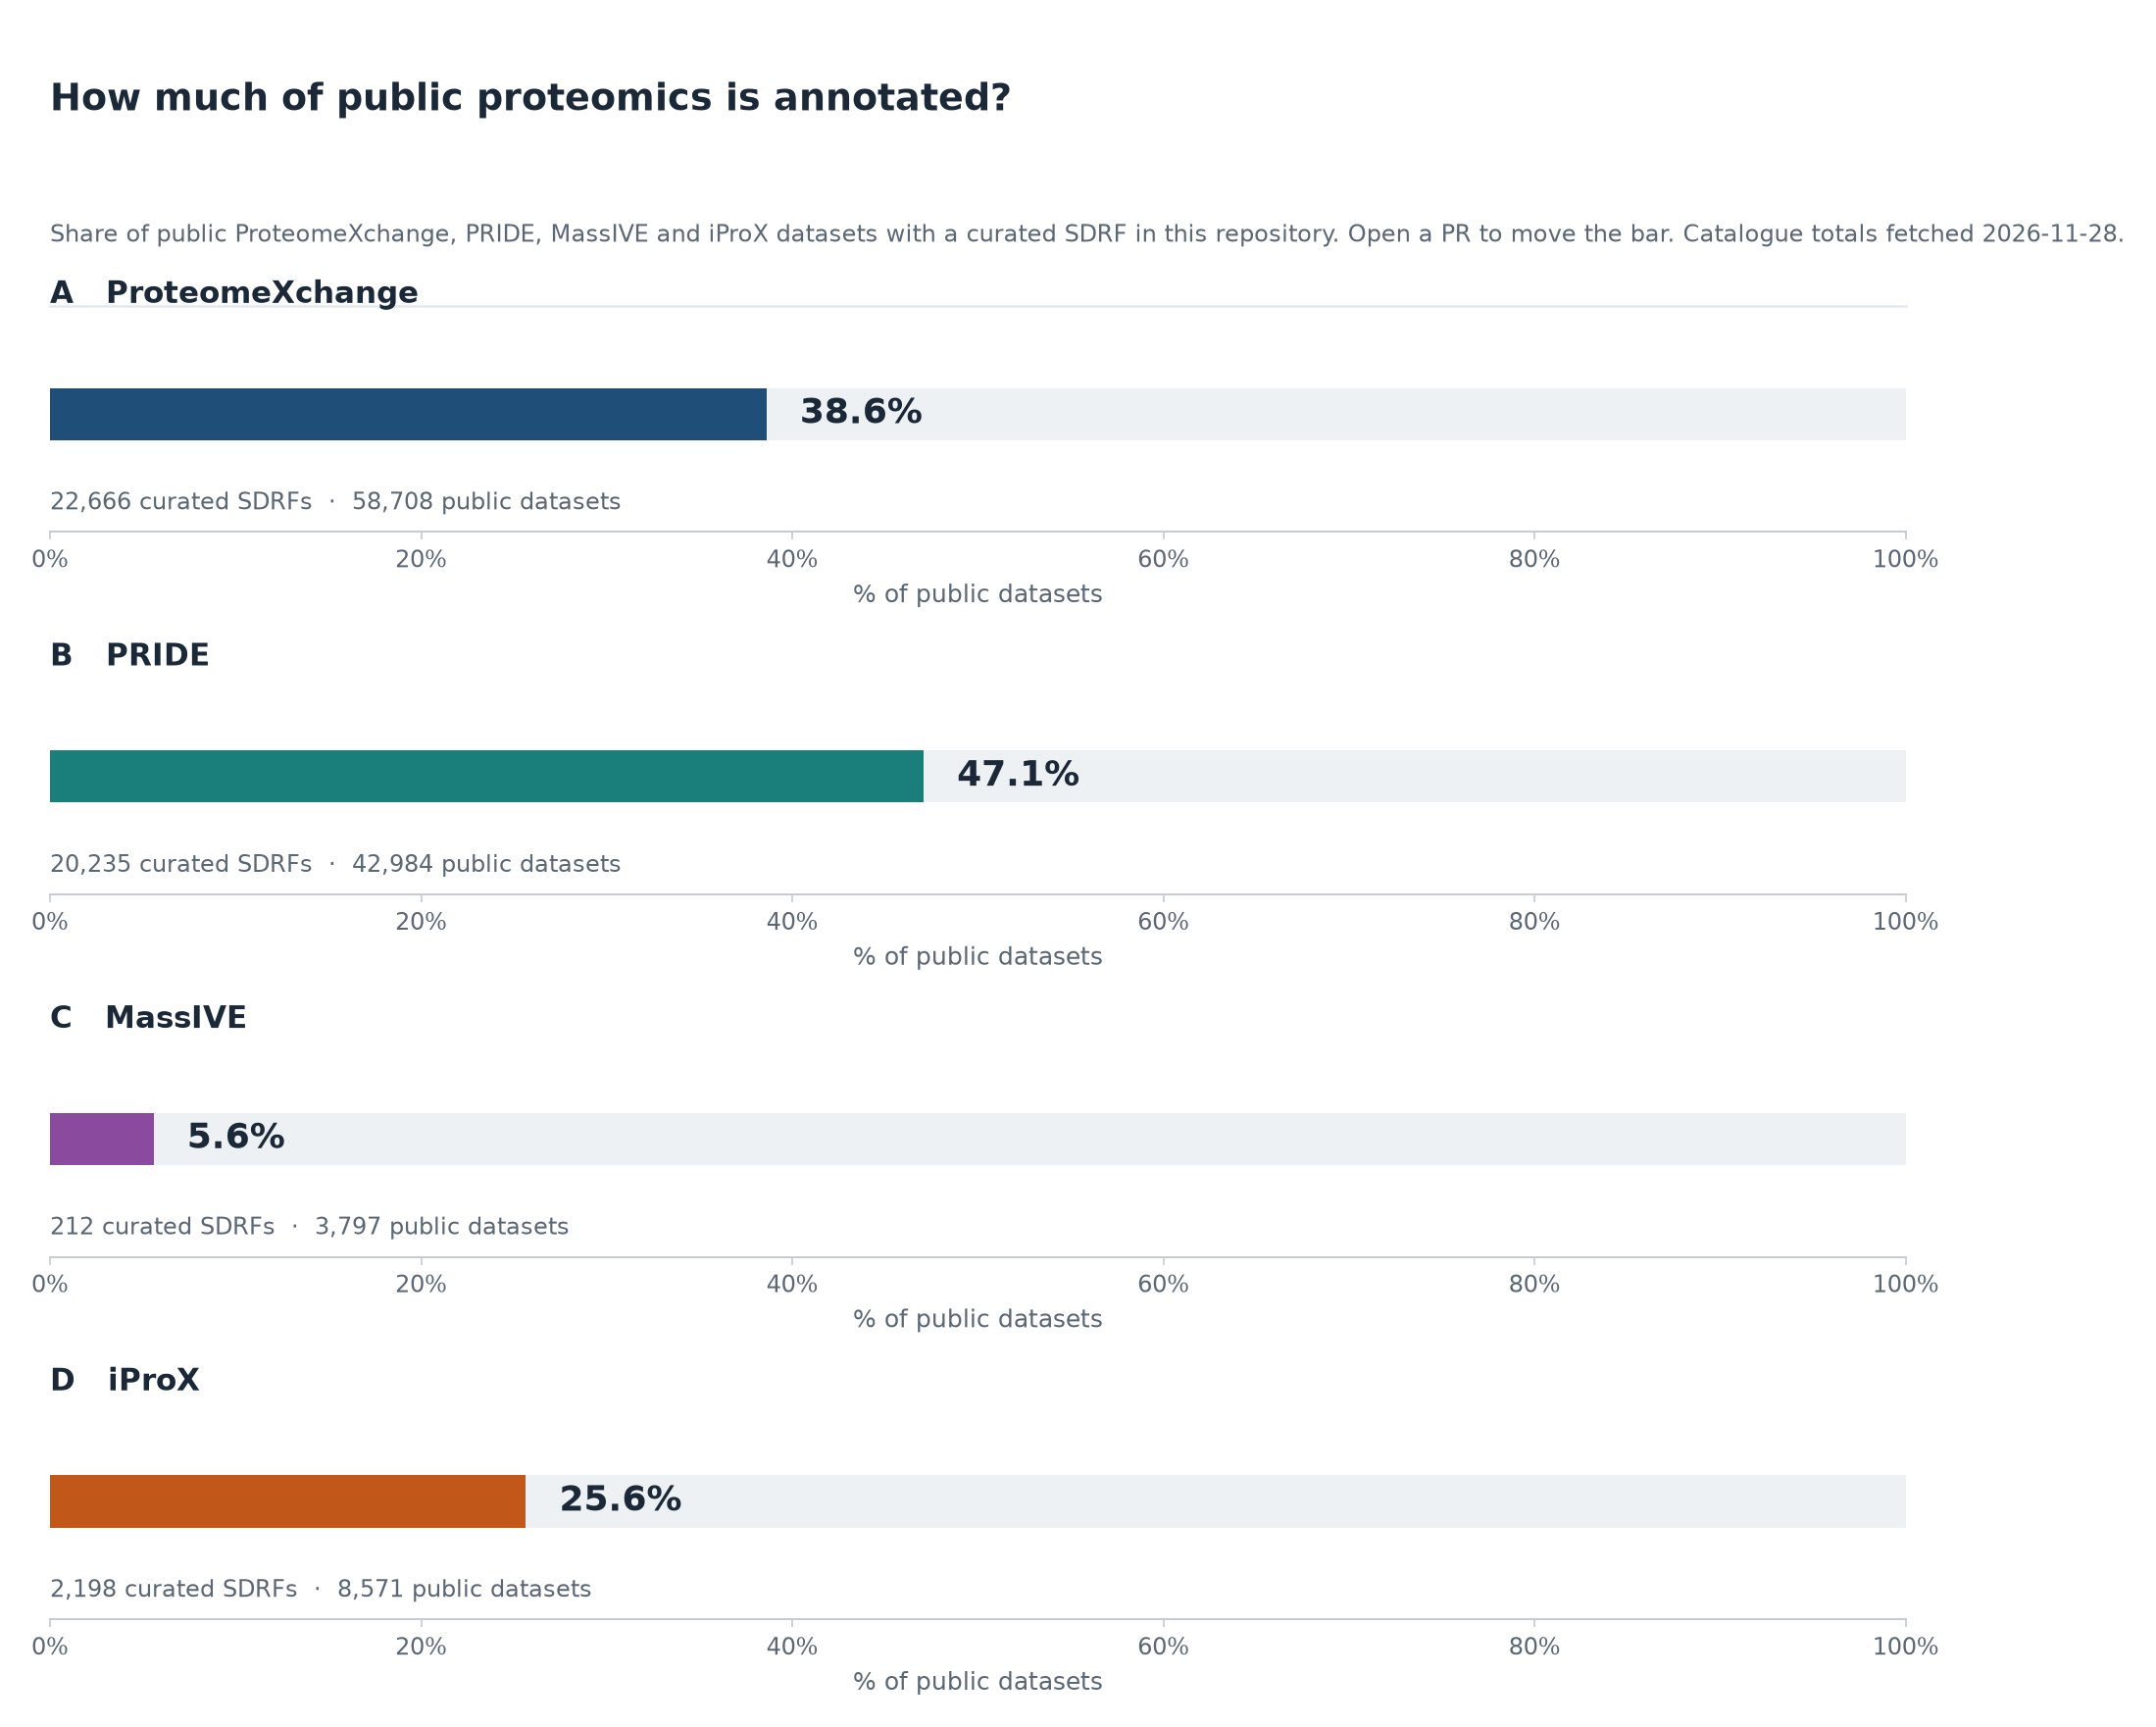 How much of public proteomics is annotated?
Share of public ProteomeXchange, PRIDE, MassIVE and iProX datasets with a curated SDRF in this repository. Open a PR to move the bar. Catalogue totals fetched 2026-11-28.
A ProteomeXchange
38.6%
22,666 curated SDRFs · 58,708 public datasets
0% 20% 40% 60% 80% 100%
% of public datasets
B PRIDE
47.1%
20,235 curated SDRFs · 42,984 public datasets
0% 20% 40% 60% 80% 100%
% of public datasets
C MassIVE
5.6%
212 curated SDRFs · 3,797 public datasets
0% 20% 40% 60% 80% 100%
% of public datasets
D iProX
25.6%
2,198 curated SDRFs · 8,571 public datasets
0% 20% 40% 60% 80% 100%
% of public datasets